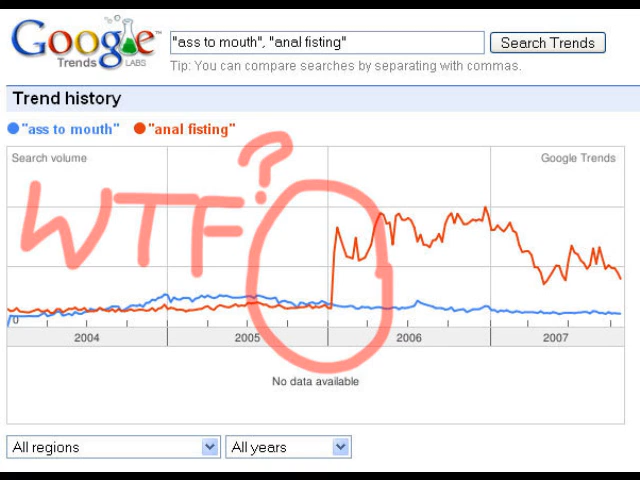 Google™
Trends LABS
"ass to mouth", "anal fisting"
Search Trends
Tip: You can compare searches by separating with commas.
Trend history
"ass to mouth" "anal fisting"
Search volume
Google Trends
WTF?
0
2004 2005 2006 2007
No data available
All regions
All years